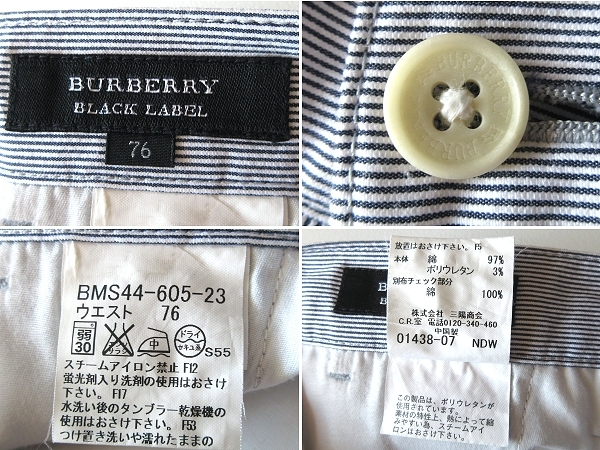 BURBERRY
BLACK LABEL
76
BURBERRY
BMS44-605-23
ウエスト 76
弱
30
中
ドライ
セキユ系
S55
スチームアイロン禁止 F12
蛍光剤入り洗剤の使用はおさけ
下さい。 F17
水洗い後のタンブラー乾燥機の
使用はおさけ下さい。 F53
つけ置き洗いや濡れたままの
放置はおさけ下さい。 F5
本体 綿 97%
ポリウレタン 3%
別布チェック部分
綿 100%
株式会社 三陽商会
C.R.室 電話0120-340-460
中国製
01438-07 NDW
この製品は、ポリウレタンが
使用されています。
素材の特性上、熱によって縮
みやすい為、スチームアイ
ロンはおさけ下さい。